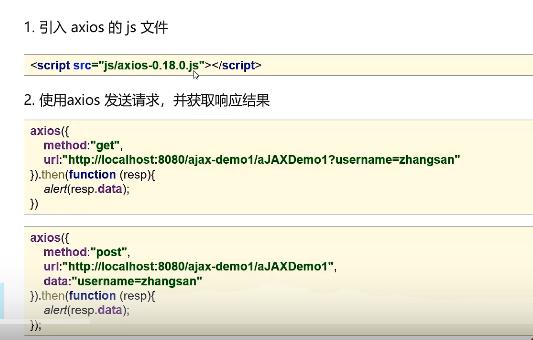 1. 引入 axios 的 js 文件
<script src="js/axios-0.18.0.js"></script>
2. 使用axios 发送请求，并获取响应结果
axios({
method:"get",
url:"http://localhost:8080/ajax-demo1/aJAXDemo1?username=zhangsan"
}).then(function (resp){
alert(resp.data);
})
axios({
method:"post",
url:"http://localhost:8080/ajax-demo1/aJAXDemo1",
data:"username=zhangsan"
}).then(function (resp){
alert(resp.data);
});